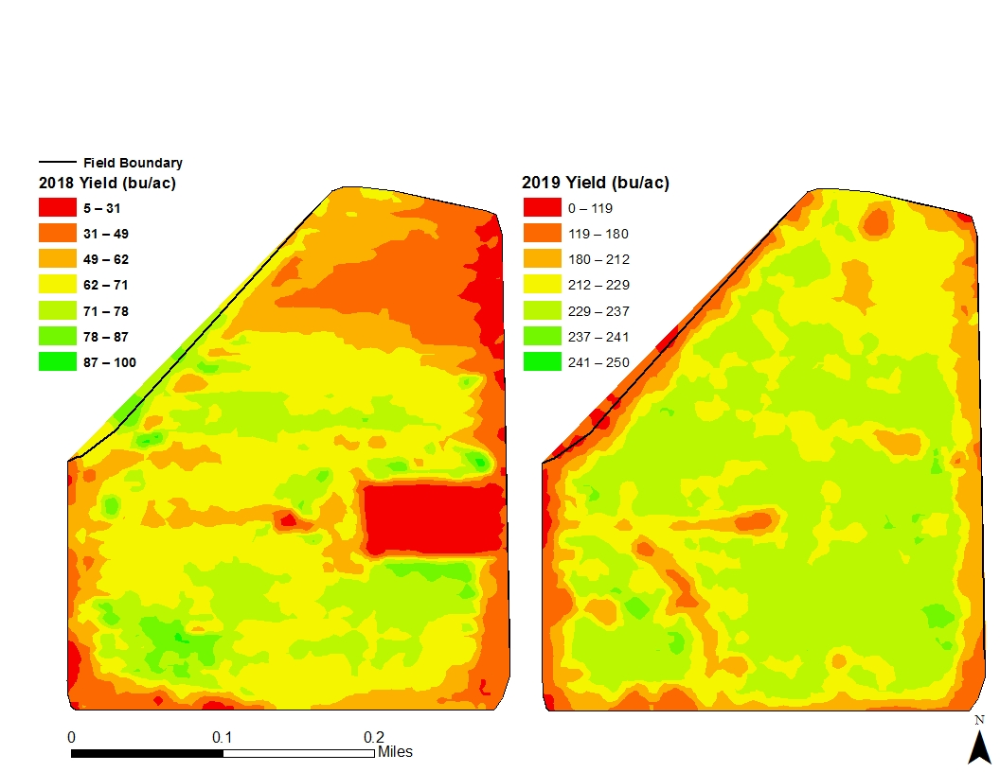 Field Boundary
2018 Yield (bu/ac)
5 – 31
31 – 49
49 – 62
62 – 71
71 – 78
78 – 87
87 – 100
2019 Yield (bu/ac)
0 – 119
119 – 180
180 – 212
212 – 229
229 – 237
237 – 241
241 – 250
0 0.1 0.2
Miles
N